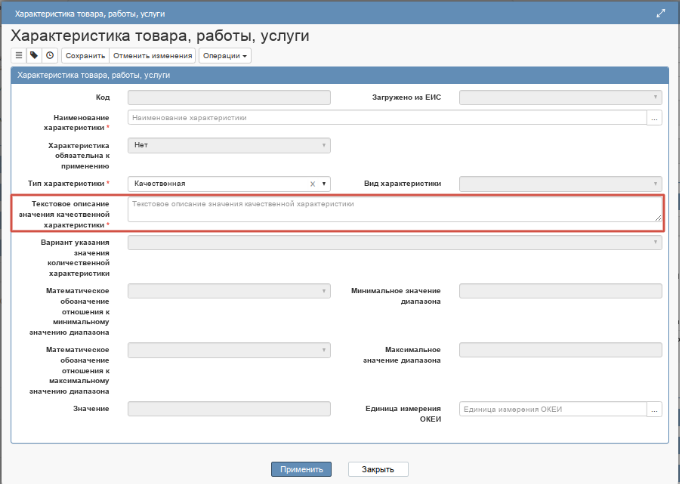 Характеристика товара, работы, услуги
Характеристика товара, работы, услуги
Сохранить Отменить изменения Операции
Характеристика товара, работы, услуги
Код Загружено из ЕИС
Наименование характеристики * Наименование характеристики ...
Характеристика обязательна к применению Нет
Тип характеристики * Качественная x Вид характеристики
Текстовое описание значения качественной характеристики * Текстовое описание значения качественной характеристики
Вариант указания значения количественной характеристики
Математическое обозначение отношения к минимальному значению диапазона Минимальное значение диапазона
Математическое обозначение отношения к максимальному значению диапазона Максимальное значение диапазона
Значение Единица измерения ОКЕИ Единица измерения ОКЕИ ...
Применить Закрыть